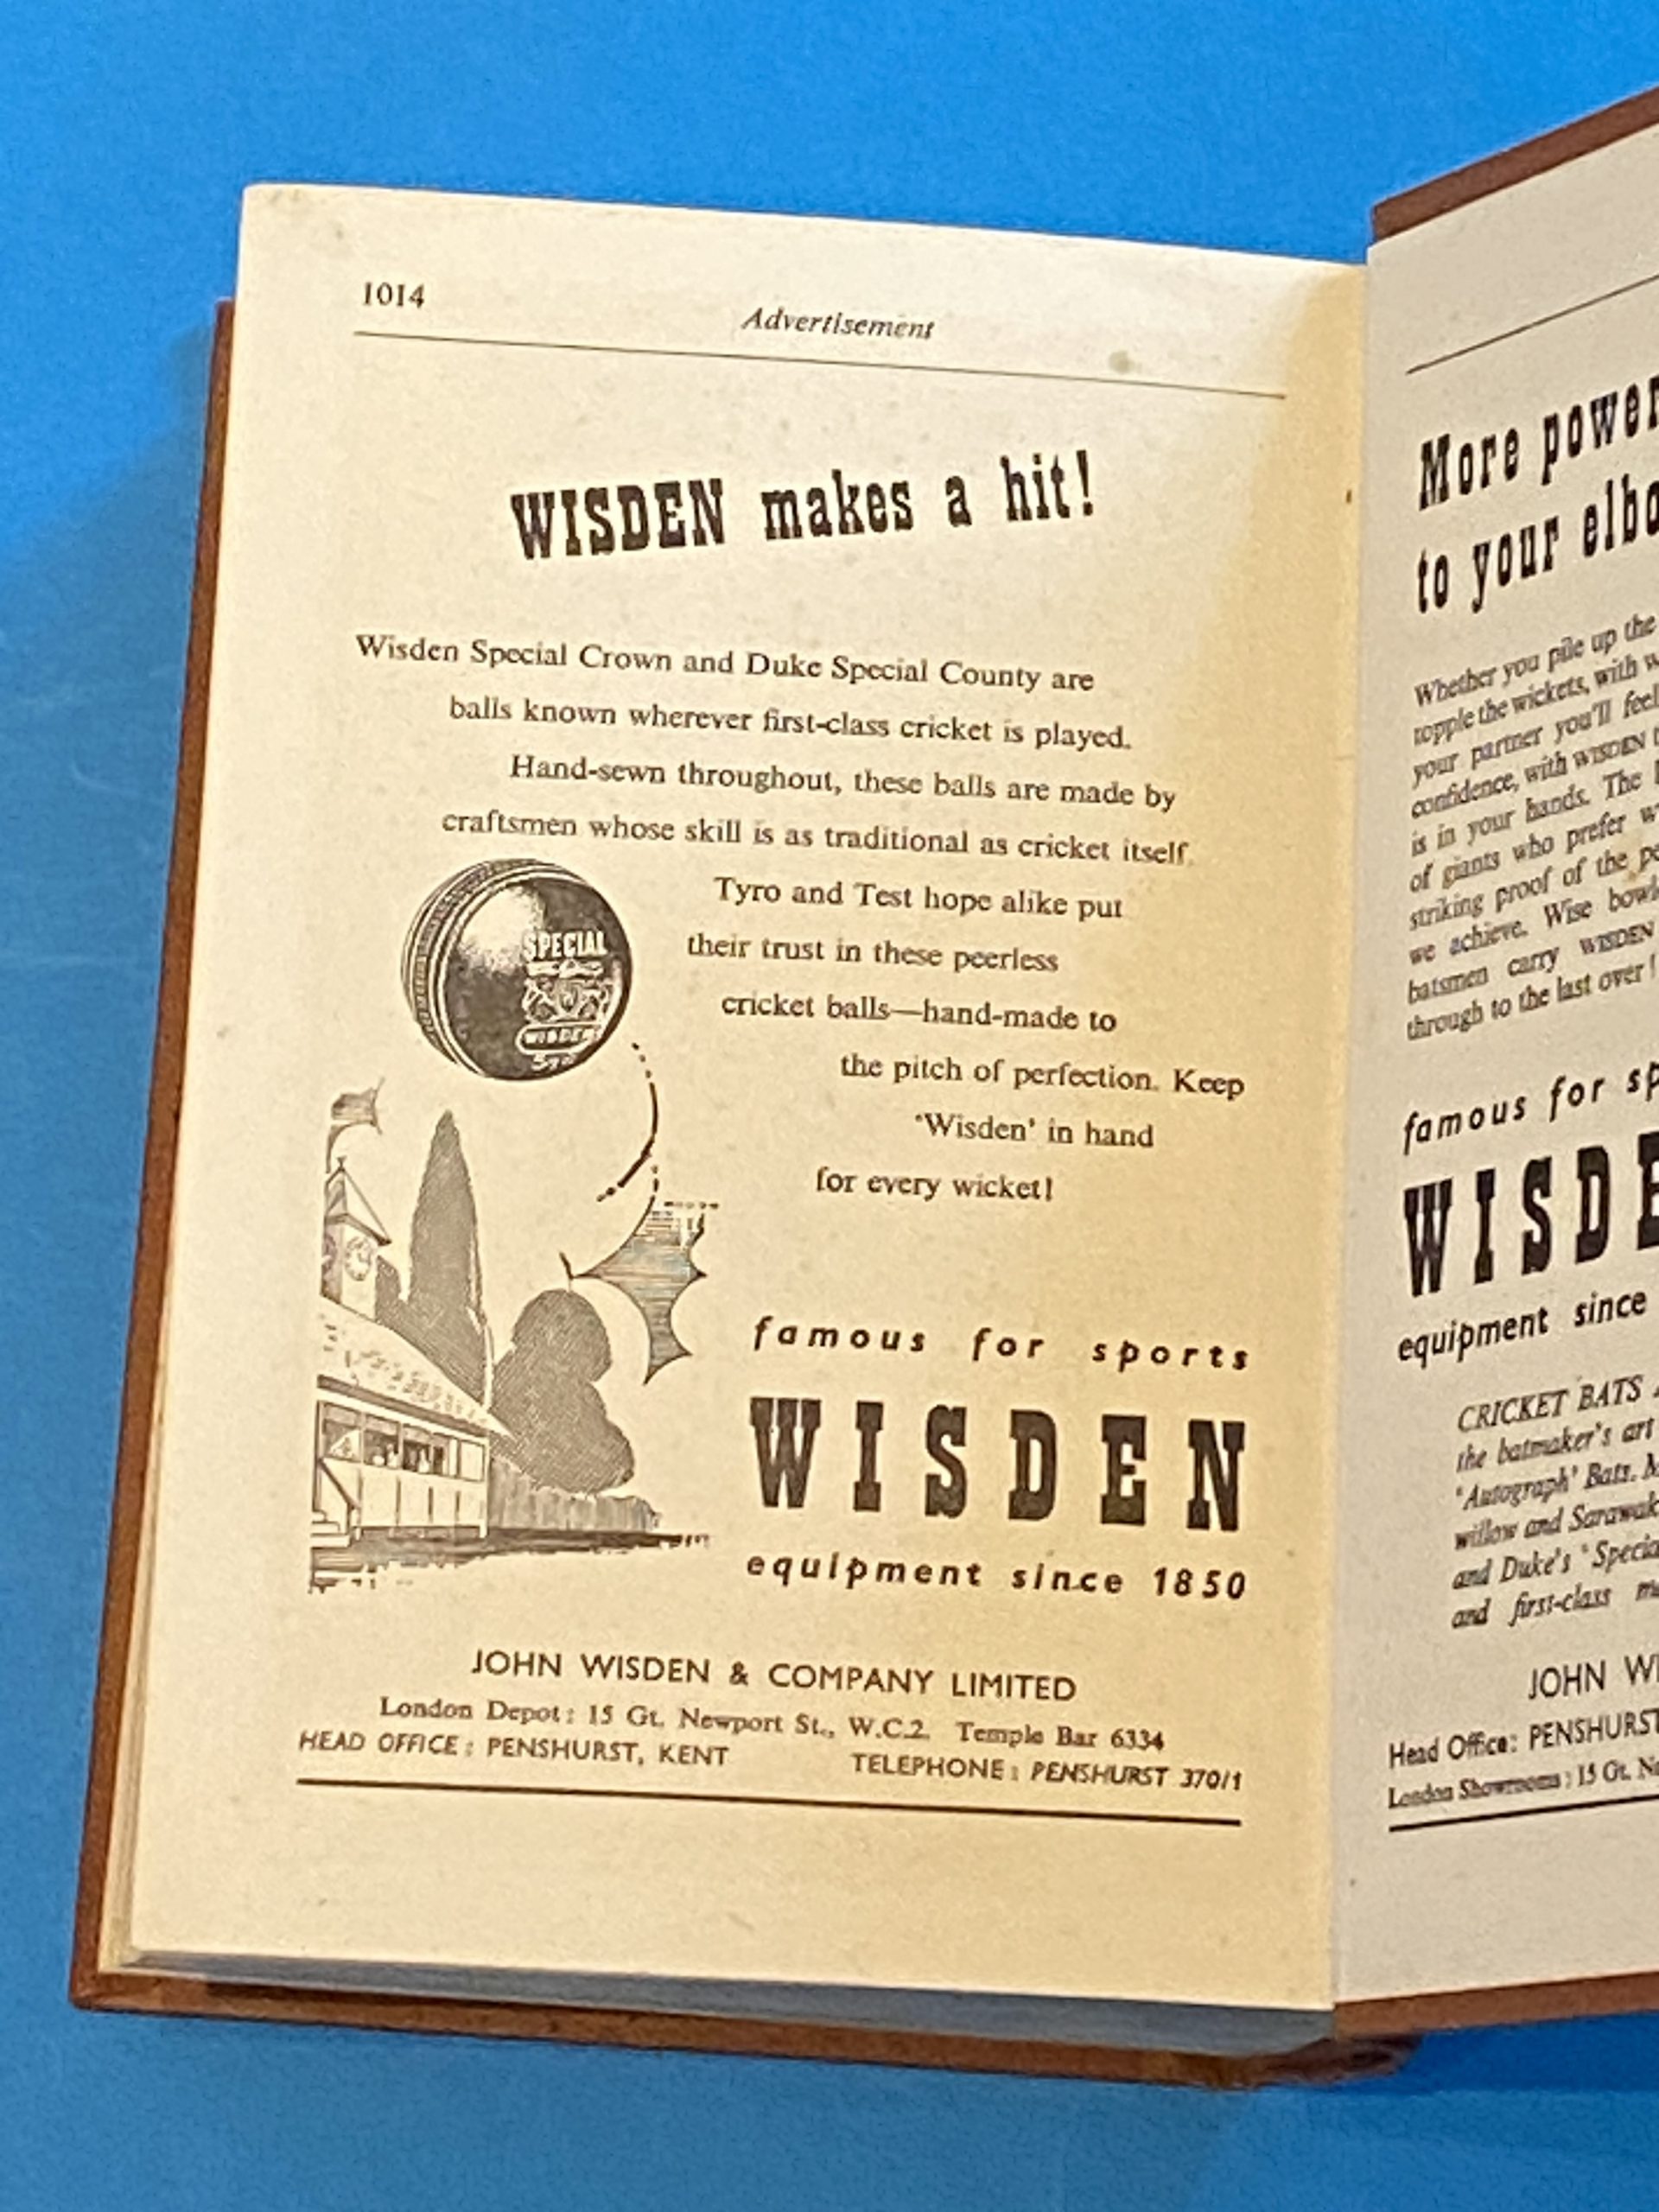 1014
Advertisement
WISDEN makes a hit!
Wisden Special Crown and Duke Special County are
balls known wherever first-class cricket is played.
Hand-sewn throughout, these balls are made by
craftsmen whose skill is as traditional as cricket itself.
Tyro and Test hope alike put
their trust in these peerless
cricket balls—hand-made to
the pitch of perfection. Keep
'Wisden' in hand
for every wicket!
SPECIAL
WISDEN
famous for sports
WISDEN
equipment since 1850
JOHN WISDEN & COMPANY LIMITED
London Depot: 15 Gt. Newport St., W.C.2. Temple Bar 6334
HEAD OFFICE: PENSHURST, KENT TELEPHONE: PENSHURST 370/1
More power
to your
Whether you pile up the
topple the wickets, with
your partner you'll feel
confidence, with WISDEN
is in your hands. The
of giants who prefer
striking proof of the
we achieve. Wise
batsmen carry WISDEN
through to the last over!
famous for
WISDE
equipment since
CRICKET BATS
the batmaker's art
'Autograph' Bats.
willow and Sarawak
and Duke's 'Specia
and first-class
JOHN
Head Office: PENSHURST
London Showrooms: 15 Gt.